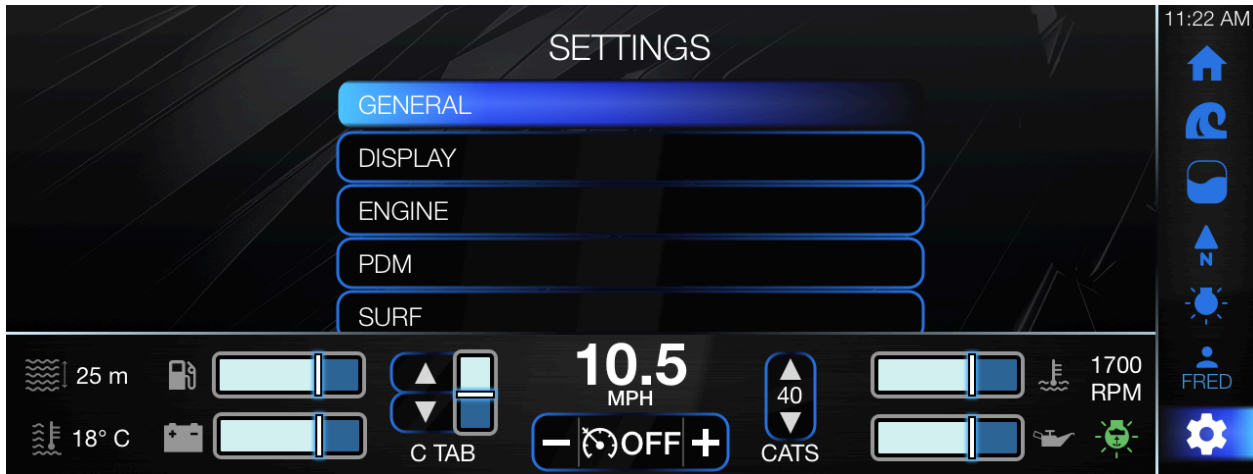 11:22 AM
SETTINGS
GENERAL
DISPLAY
ENGINE
PDM
SURF
N
FRED
25 m
18° C
C TAB
10.5
MPH
OFF
40
CATS
1700
RPM